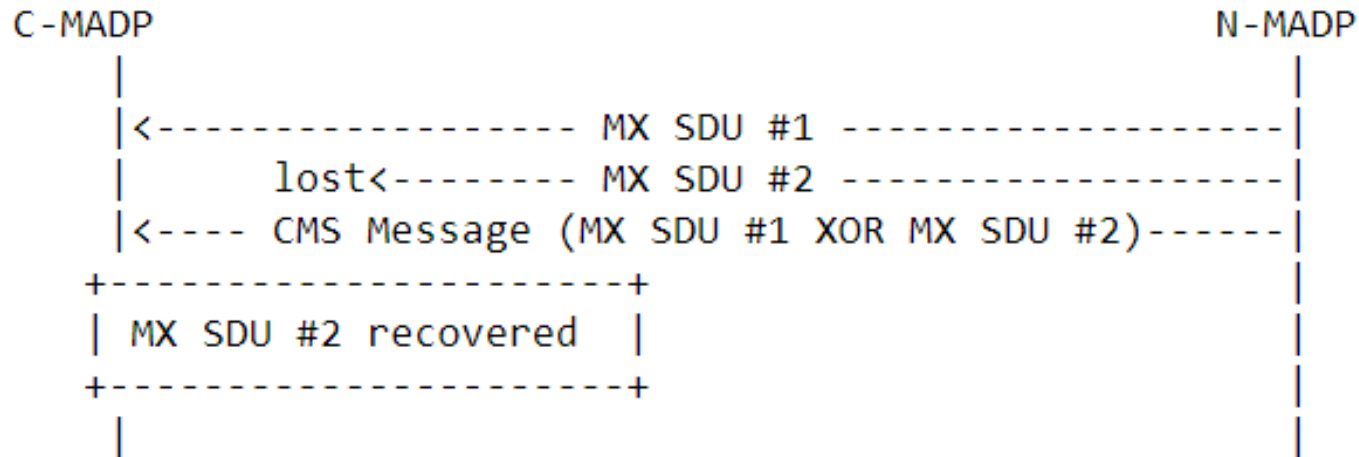 C-MADP N-MADP
|<------------------ MX SDU #1 -------------------|
| lost<-------- MX SDU #2 -------------------|
|<---- CMS Message (MX SDU #1 XOR MX SDU #2)------|
+-----------------------+
| MX SDU #2 recovered |
+-----------------------+